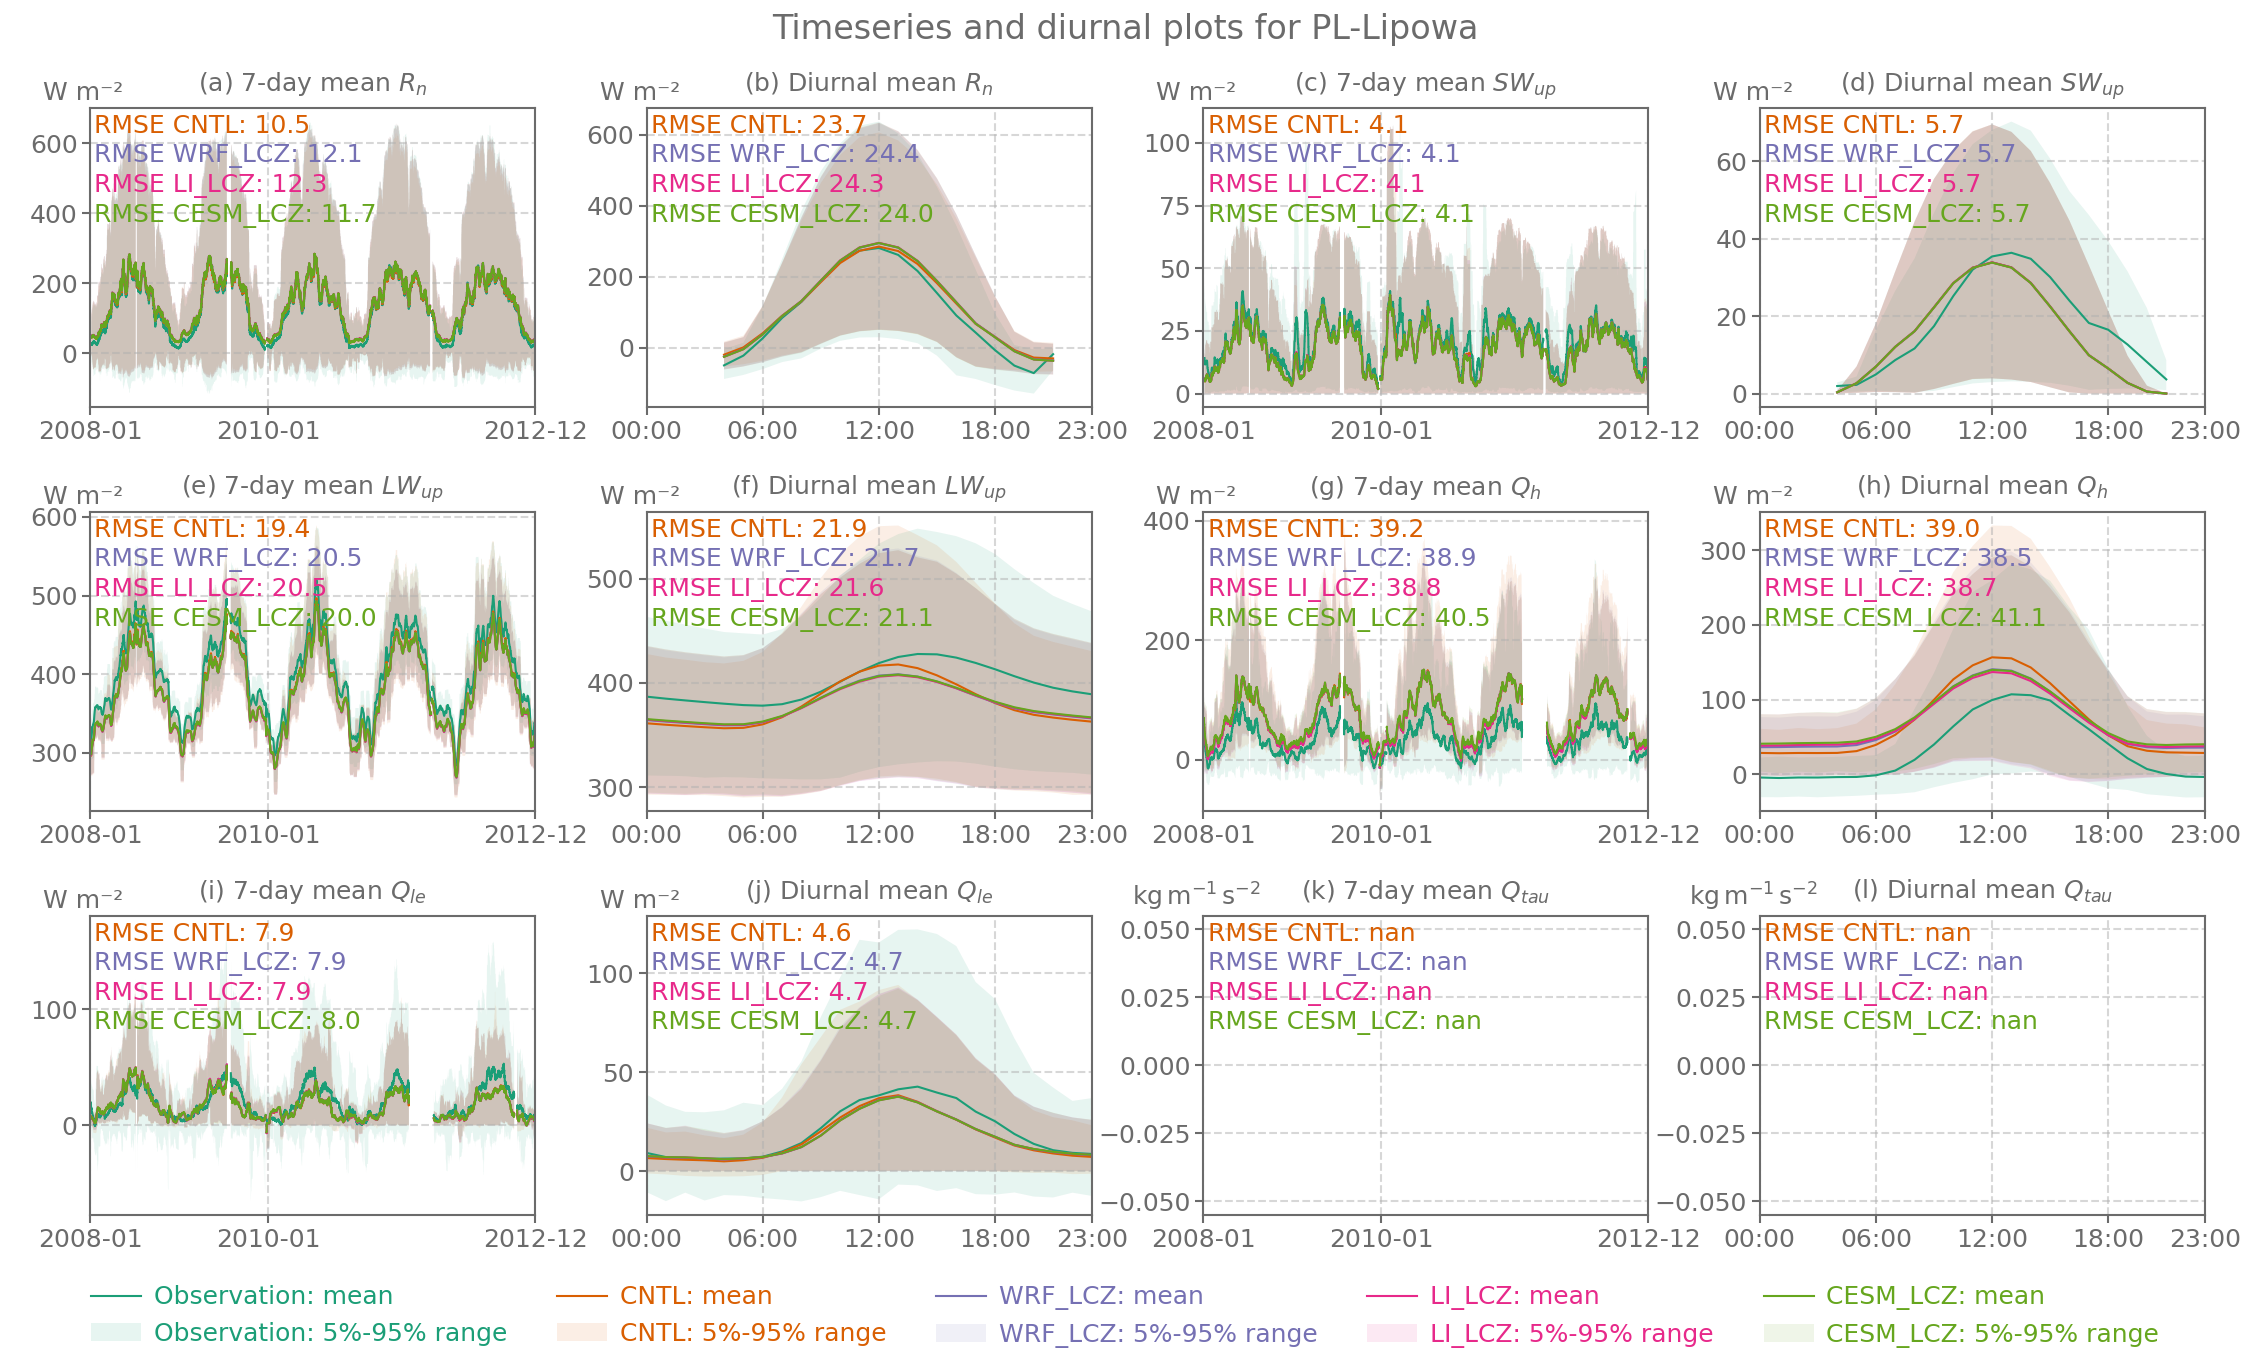 Timeseries and diurnal plots for PL-Lipowa
W m⁻²
(a) 7-day mean Rn
RMSE CNTL: 10.5
RMSE WRF_LCZ: 12.1
RMSE LI_LCZ: 12.3
RMSE CESM_LCZ: 11.7
600
400
200
0
2008-01 2010-01 2012-12
W m⁻²
(b) Diurnal mean Rn
RMSE CNTL: 23.7
RMSE WRF_LCZ: 24.4
RMSE LI_LCZ: 24.3
RMSE CESM_LCZ: 24.0
600
400
200
0
00:00 06:00 12:00 18:00 23:00
W m⁻²
(c) 7-day mean SWup
RMSE CNTL: 4.1
RMSE WRF_LCZ: 4.1
RMSE LI_LCZ: 4.1
RMSE CESM_LCZ: 4.1
100
75
50
25
0
2008-01 2010-01 2012-12
W m⁻²
(d) Diurnal mean SWup
RMSE CNTL: 5.7
RMSE WRF_LCZ: 5.7
RMSE LI_LCZ: 5.7
RMSE CESM_LCZ: 5.7
60
40
20
0
00:00 06:00 12:00 18:00 23:00
W m⁻²
(e) 7-day mean LWup
RMSE CNTL: 19.4
RMSE WRF_LCZ: 20.5
RMSE LI_LCZ: 20.5
RMSE CESM_LCZ: 20.0
600
500
400
300
2008-01 2010-01 2012-12
W m⁻²
(f) Diurnal mean LWup
RMSE CNTL: 21.9
RMSE WRF_LCZ: 21.7
RMSE LI_LCZ: 21.6
RMSE CESM_LCZ: 21.1
500
400
300
00:00 06:00 12:00 18:00 23:00
W m⁻²
(g) 7-day mean Qh
RMSE CNTL: 39.2
RMSE WRF_LCZ: 38.9
RMSE LI_LCZ: 38.8
RMSE CESM_LCZ: 40.5
400
200
0
2008-01 2010-01 2012-12
W m⁻²
(h) Diurnal mean Qh
RMSE CNTL: 39.0
RMSE WRF_LCZ: 38.5
RMSE LI_LCZ: 38.7
RMSE CESM_LCZ: 41.1
300
200
100
0
00:00 06:00 12:00 18:00 23:00
W m⁻²
(i) 7-day mean Qle
RMSE CNTL: 7.9
RMSE WRF_LCZ: 7.9
RMSE LI_LCZ: 7.9
RMSE CESM_LCZ: 8.0
100
0
2008-01 2010-01 2012-12
W m⁻²
(j) Diurnal mean Qle
RMSE CNTL: 4.6
RMSE WRF_LCZ: 4.7
RMSE LI_LCZ: 4.7
RMSE CESM_LCZ: 4.7
100
50
0
00:00 06:00 12:00 18:00 23:00
kg m⁻¹ s⁻²
(k) 7-day mean Qtau
RMSE CNTL: nan
RMSE WRF_LCZ: nan
RMSE LI_LCZ: nan
RMSE CESM_LCZ: nan
0.050
0.025
0.000
−0.025
−0.050
2008-01 2010-01 2012-12
kg m⁻¹ s⁻²
(l) Diurnal mean Qtau
RMSE CNTL: nan
RMSE WRF_LCZ: nan
RMSE LI_LCZ: nan
RMSE CESM_LCZ: nan
0.050
0.025
0.000
−0.025
−0.050
00:00 06:00 12:00 18:00 23:00
Observation: mean CNTL: mean WRF_LCZ: mean LI_LCZ: mean CESM_LCZ: mean
Observation: 5%-95% range CNTL: 5%-95% range WRF_LCZ: 5%-95% range LI_LCZ: 5%-95% range CESM_LCZ: 5%-95% range